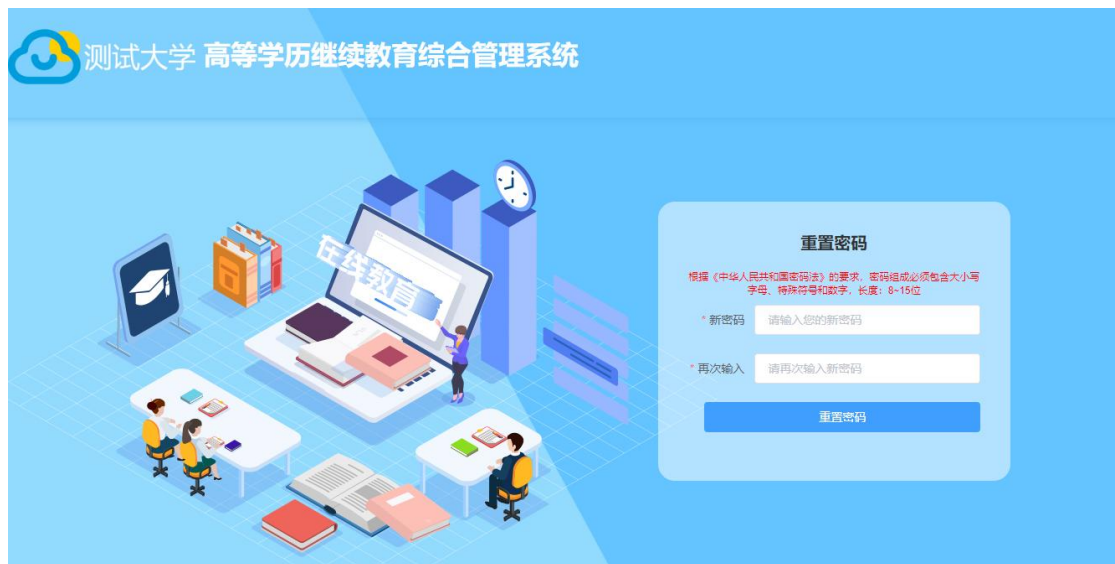 测试大学 高等学历继续教育综合管理系统
在线教育
重置密码
根据《中华人民共和国密码法》的要求，密码组成必须包含大小写
字母、特殊符号和数字，长度：8~15位
* 新密码 请输入您的新密码
* 再次输入 请再次输入新密码
重置密码